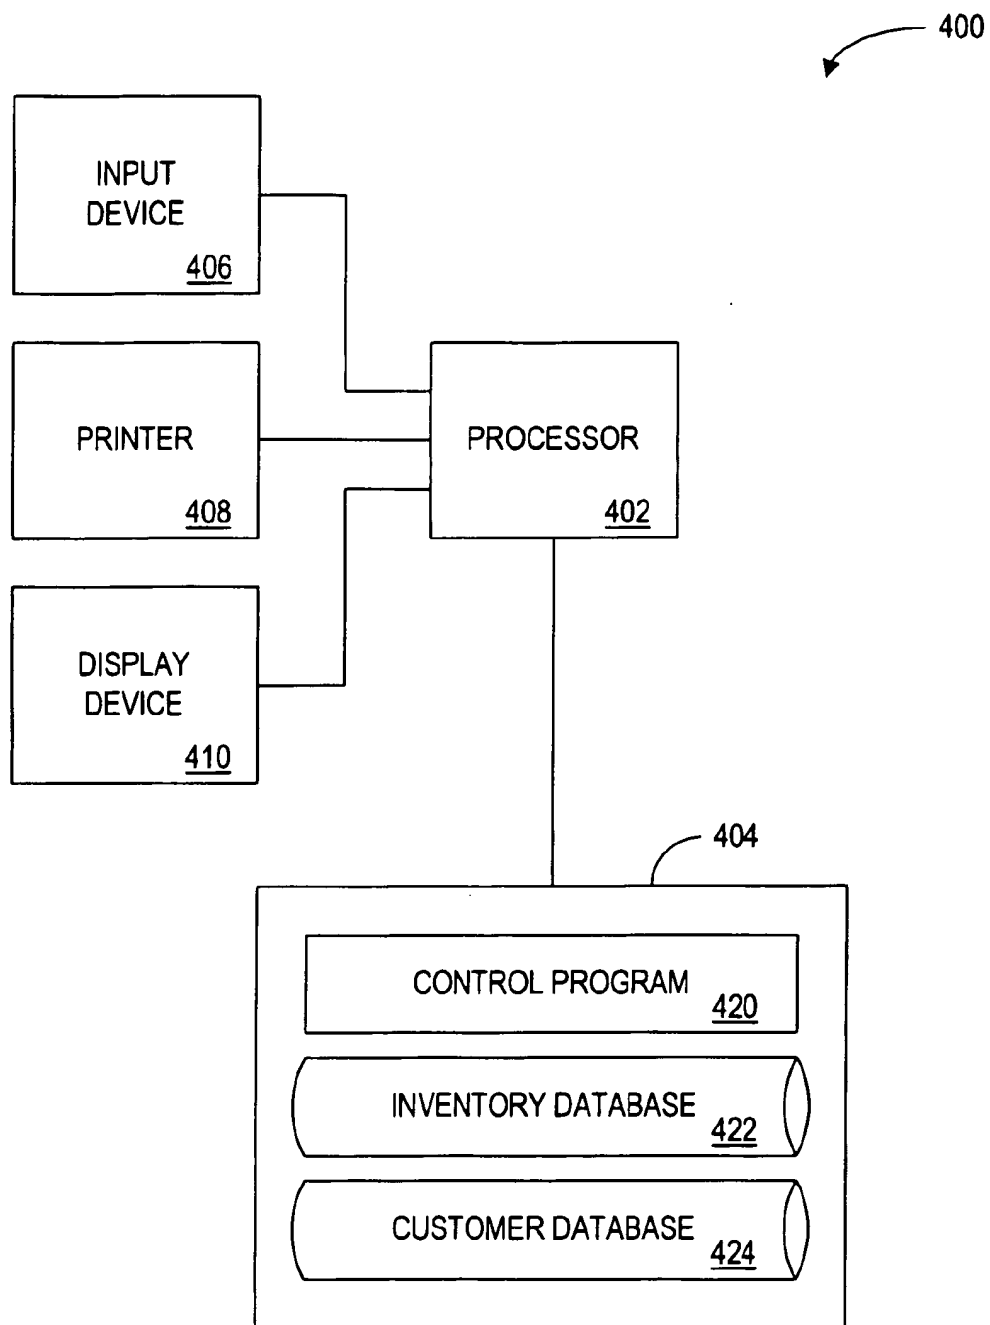 400
INPUT
DEVICE
406
PRINTER
408
PROCESSOR
402
DISPLAY
DEVICE
410
404
CONTROL PROGRAM
420
INVENTORY DATABASE
422
CUSTOMER DATABASE
424